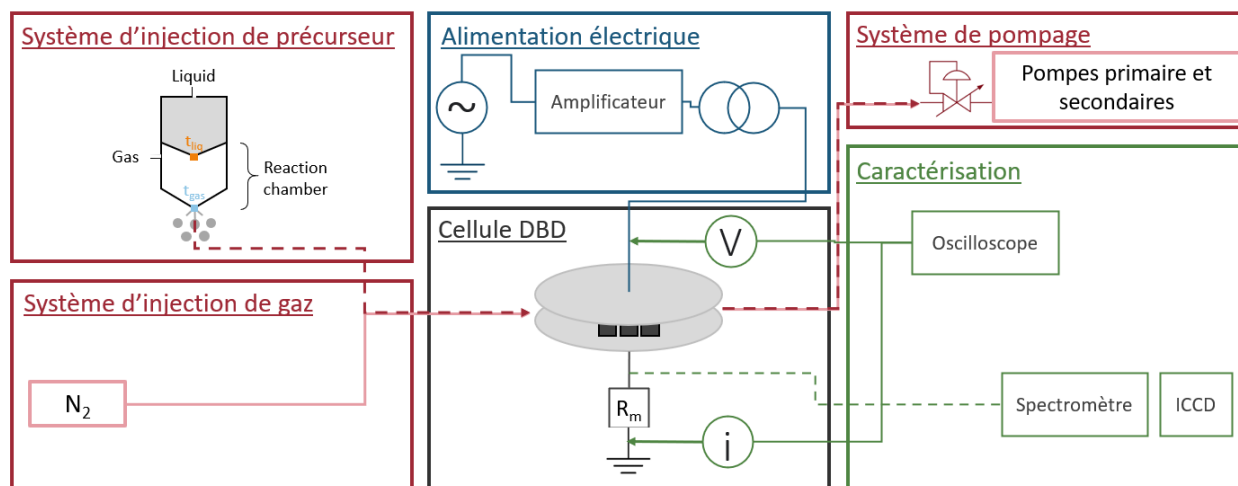 Système d’injection de précurseur
Liquid
Gas
t_liq
t_gas
Reaction
chamber
Alimentation électrique
~
Amplificateur
Système de pompage
Pompes primaire et
secondaires
Système d’injection de gaz
N₂
Cellule DBD
V
R_m
i
Caractérisation
Oscilloscope
Spectromètre
ICCD